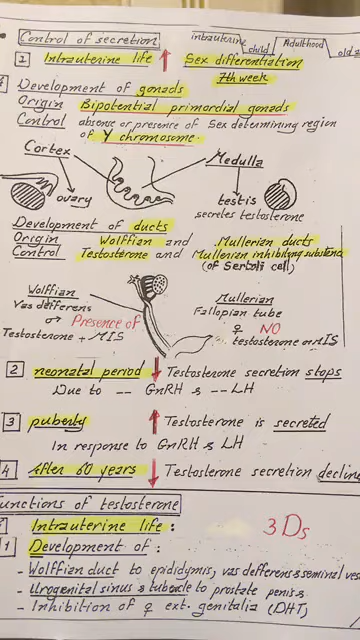 Control of secretion
intrauterine child Adulthood old
1 Intrauterine life ↑ Sex differentiation
7th week
Development of gonads
Origin Bipotential primordial gonads
Control absense or presence of Sex determining region
of Y chromosome.
Cortex Medulla
ovary testis
secretes testosterone
Development of ducts
Origin Wolffian and Mullerian ducts
Control Testosterone and Mullerian inhibiting substance
(of Sertoli cell)
Wolffian Mullerian
Vas deiferens Fallopian tube
♂ Presence of ♀ NO
Testosterone + MIS testosterone or MIS
2 neonatal period ↓ Testosterone secretion stops
Due to -- GnRH & -- LH
3 puberty ↑ Testosterone is secreted
In response to GnRH & LH
4 After 60 years ↓ Testosterone secretion decline
Functions of testosterone
Intrauterine life : 3 Ds
1 Development of :
- Wolffian duct to epididymis, vas defferens & seminal ves
- Urogenital sinus & tubercle to prostate penis &
- Inhibition of ♀ ext. genitalia (DHT)